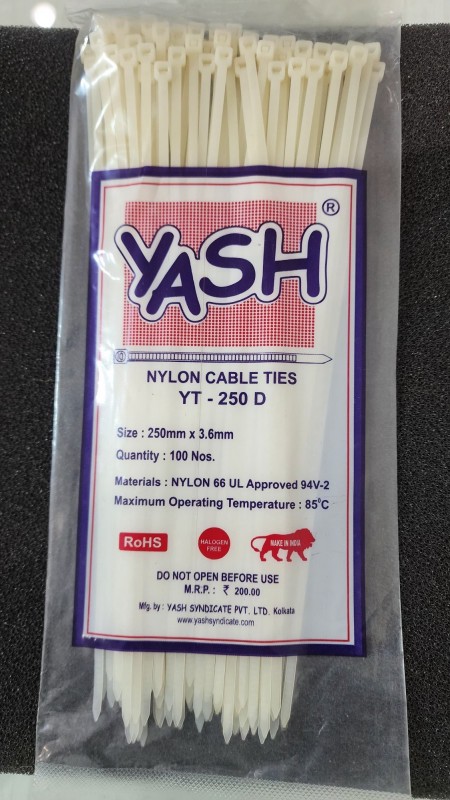 YASH ®
NYLON CABLE TIES
YT - 250 D
Size : 250mm x 3.6mm
Quantity : 100 Nos.
Materials : NYLON 66 UL Approved 94V-2
Maximum Operating Temperature : 85°C
RoHS
HALOGEN
FREE
MAKE IN INDIA
DO NOT OPEN BEFORE USE
M.R.P. : ₹ 200.00
Mfg. by : YASH SYNDICATE PVT. LTD. Kolkata
www.yashsyndicate.com